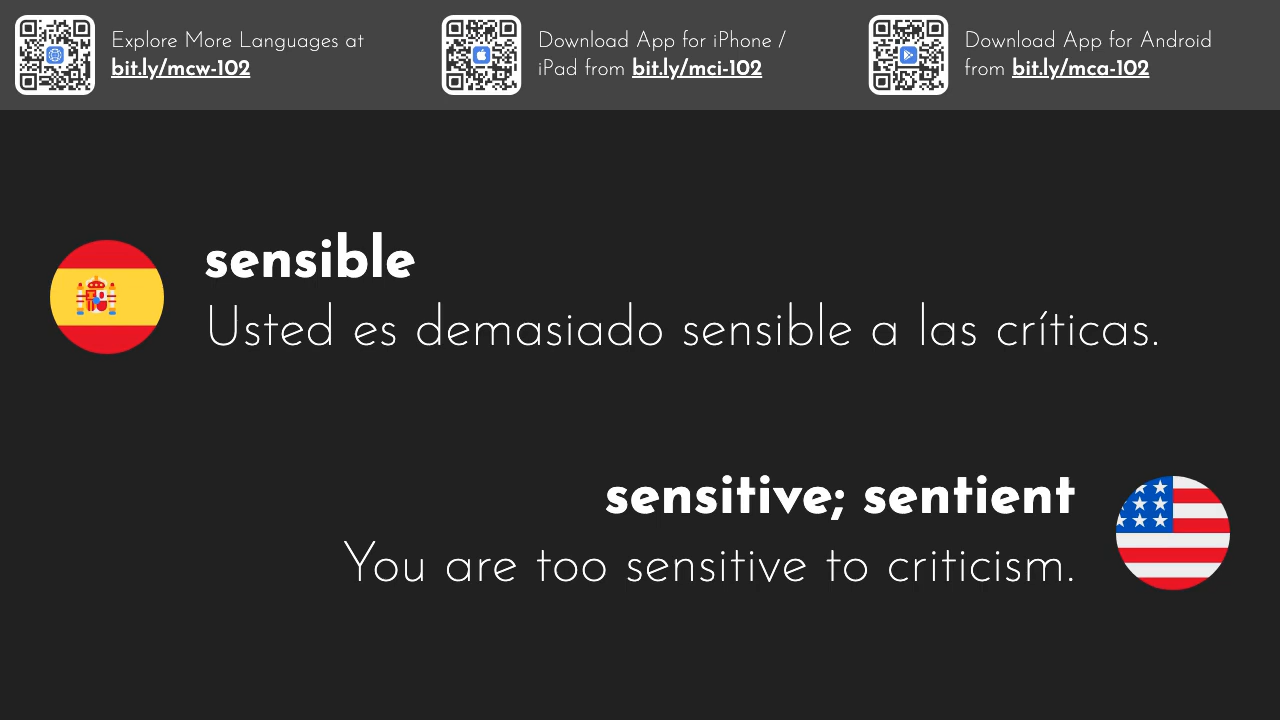 Explore More Languages at
bit.ly/mcw-102
Download App for iPhone /
iPad from bit.ly/mci-102
Download App for Android
from bit.ly/mca-102
sensible
Usted es demasiado sensible a las críticas.
sensitive; sentient
You are too sensitive to criticism.